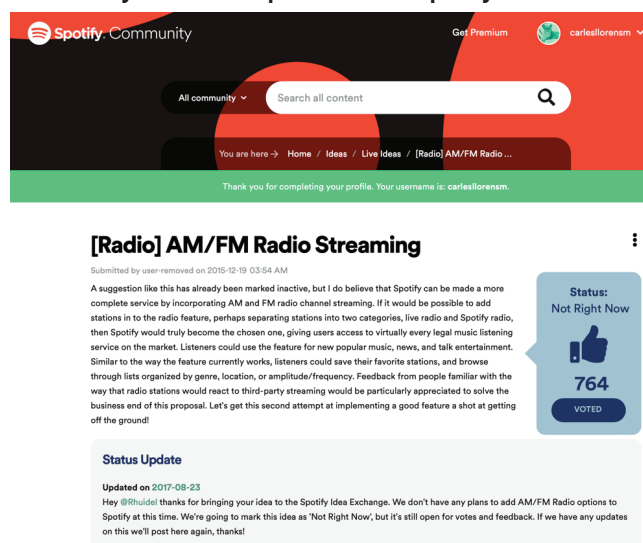 Spotify Community
Get Premium
carlesllorensm
All community
Search all content
You are here → Home / Ideas / Live Ideas / [Radio] AM/FM Radio ...
Thank you for completing your profile. Your username is: carlesllorensm.
[Radio] AM/FM Radio Streaming
Submitted by user-removed on 2015-12-19 03:54 AM
A suggestion like this has already been marked inactive, but I do believe that Spotify can be made a more
complete service by incorporating AM and FM radio channel streaming. If it would be possible to add
stations in to the radio feature, perhaps separating stations into two categories, live radio and Spotify radio,
then Spotify would truly become the chosen one, giving users access to virtually every legal music listening
service on the market. Listeners could use the feature for new popular music, news, and talk entertainment.
Similar to the way the feature currently works, listeners could save their favorite stations, and browse
through lists organized by genre, location, or amplitude/frequency. Feedback from people familiar with the
way that radio stations would react to third-party streaming would be particularly appreciated to solve the
business end of this proposal. Let's get this second attempt at implementing a good feature a shot at getting
off the ground!
Status:
Not Right Now
764
VOTED
Status Update
Updated on 2017-08-23
Hey @Rhuidel thanks for bringing your idea to the Spotify Idea Exchange. We don't have any plans to add AM/FM Radio options to
Spotify at this time. We're going to mark this idea as 'Not Right Now', but it's still open for votes and feedback. If we have any updates
on this we'll post here again, thanks!